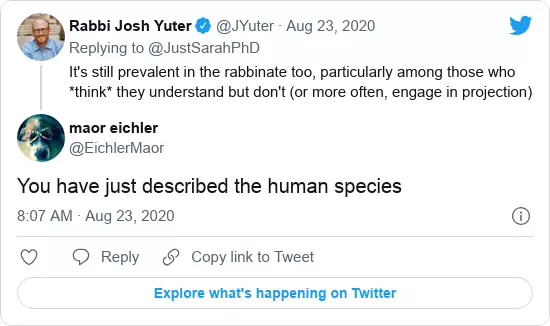 Rabbi Josh Yuter @JYuter · Aug 23, 2020
Replying to @JustSarahPhD
It's still prevalent in the rabbinate too, particularly among those who
*think* they understand but don't (or more often, engage in projection)
maor eichler
@EichlerMaor
You have just described the human species
8:07 AM · Aug 23, 2020
Reply
Copy link to Tweet
Explore what's happening on Twitter